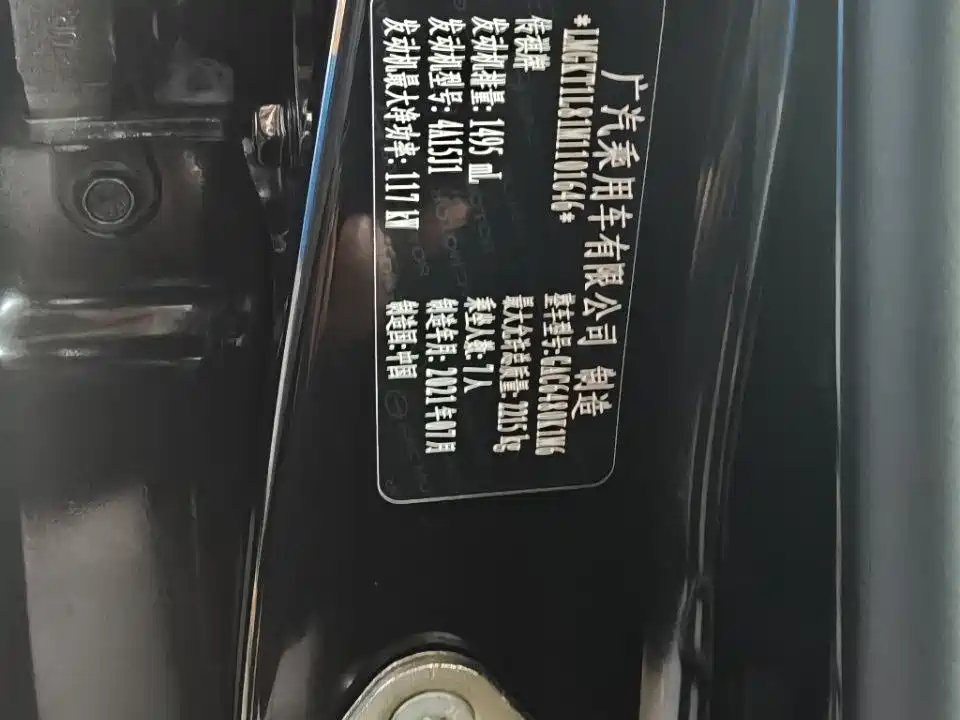 广汽乘用车有限公司 制造
*LMGKT1L81N1101646*
传祺牌
发动机排量: 1495 mL
发动机型号: 4A15J1
发动机最大净功率: 117 kW
整车型号: GAC6480K1N6
最大允许总质量: 2215 kg
乘坐人数: 7人
制造年月: 2021年07月
制造国: 中国